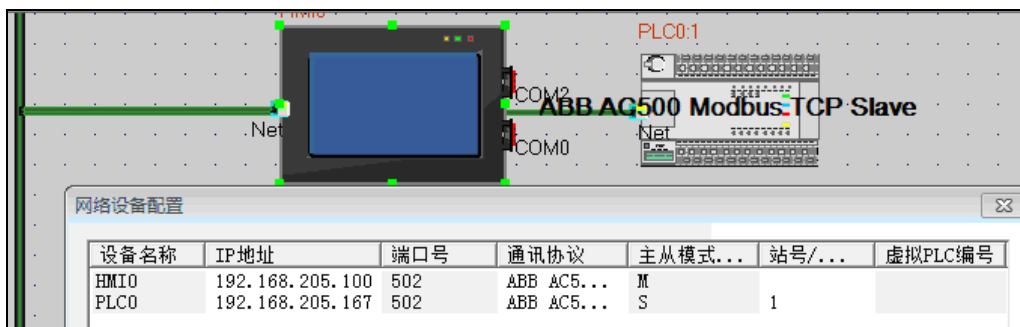 HMI0
PLC0:1
COM2
ABB AC500 Modbus TCP Slave
Net
Net
COM0
网络设备配置
设备名称 IP地址 端口号 通讯协议 主从模式... 站号/... 虚拟PLC编号
HMI0 192.168.205.100 502 ABB AC5... M
PLC0 192.168.205.167 502 ABB AC5... S 1